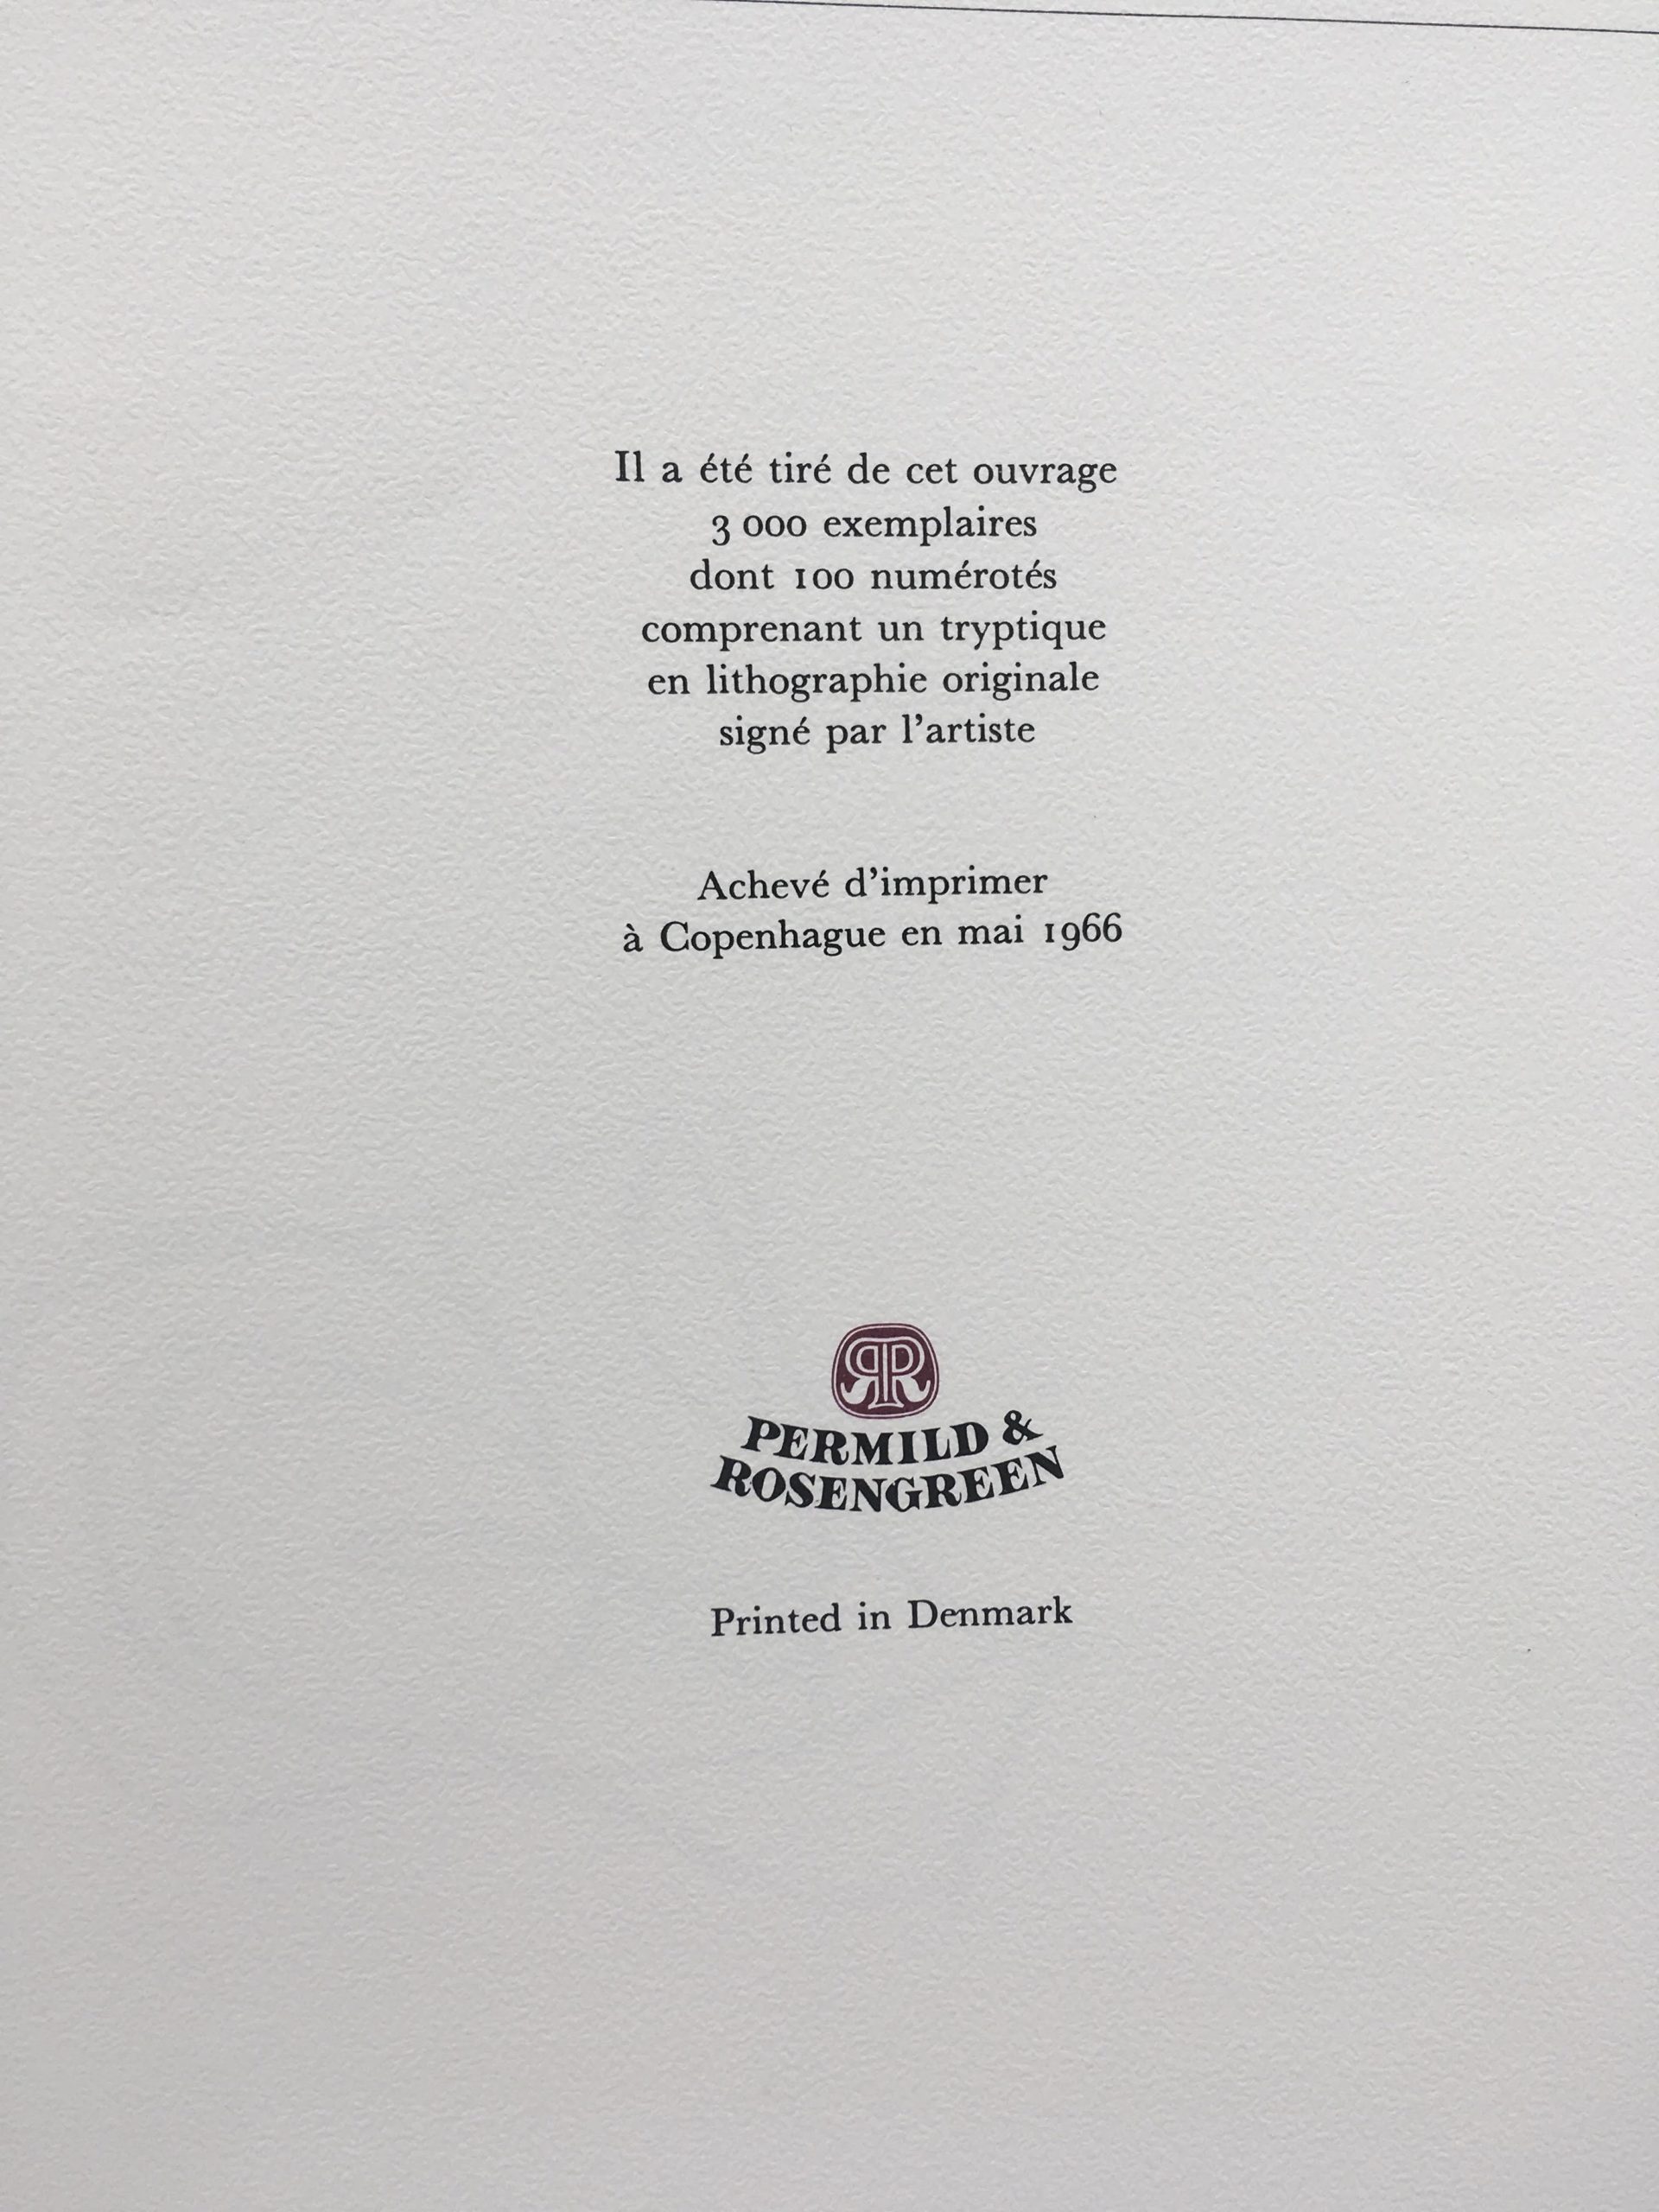 Il a été tiré de cet ouvrage
3 000 exemplaires
dont 100 numérotés
comprenant un tryptique
en lithographie originale
signé par l’artiste
Achevé d’imprimer
à Copenhague en mai 1966
PERMILD &
ROSENGREEN
Printed in Denmark